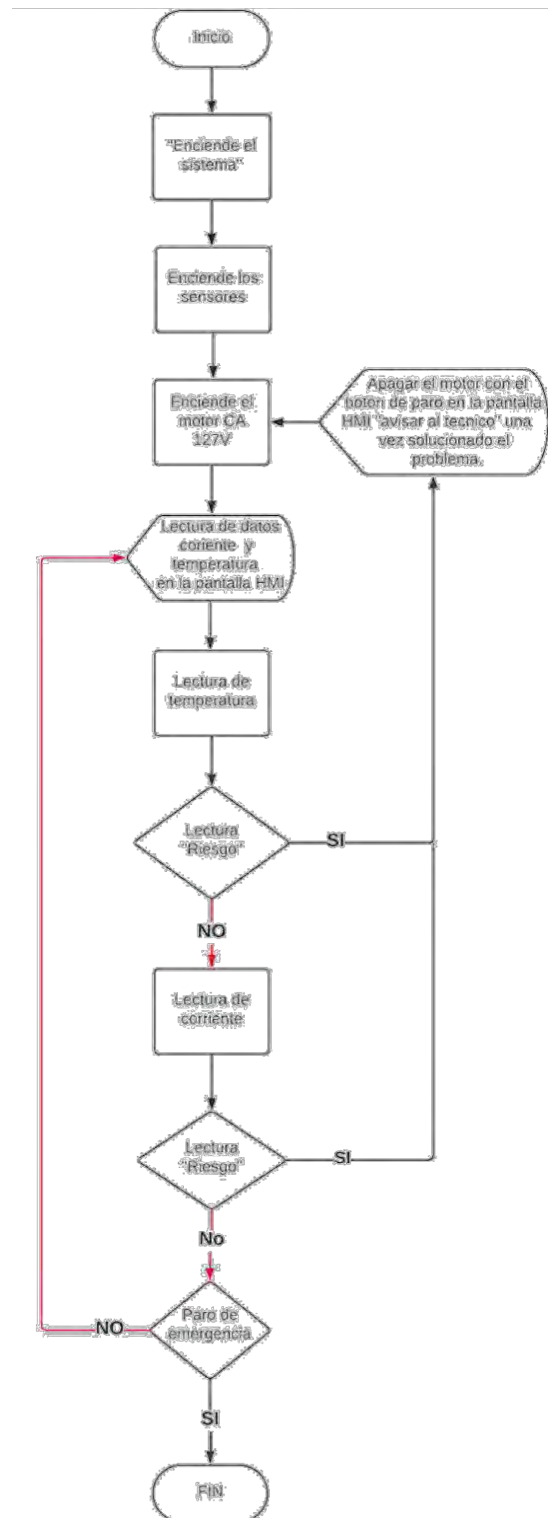 Inicio
"Enciende el
sistema"
Enciende los
sensores
Enciende el
motor CA
127V
Apagar el motor con el
boton de paro en la pantalla
HMI "avisar al tecnico" una
vez solucionado el
problema.
Lectura de datos
coriente y
temperatura
en la pantalla HMI
Lectura de
temperatura
Lectura
"Riesgo"
SI
NO
Lectura de
corriente
Lectura
"Riesgo"
SI
No
Paro de
emergencia
NO
SI
FIN